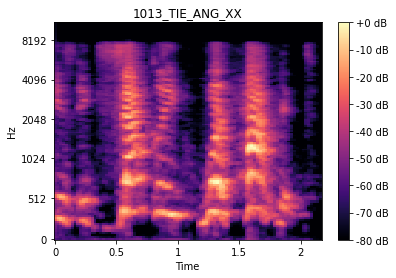 1013_TIE_ANG_XX
8192
4096
2048
1024
512
0
Hz
0
0.5
1
1.5
2
Time
+0 dB
-10 dB
-20 dB
-30 dB
-40 dB
-50 dB
-60 dB
-70 dB
-80 dB